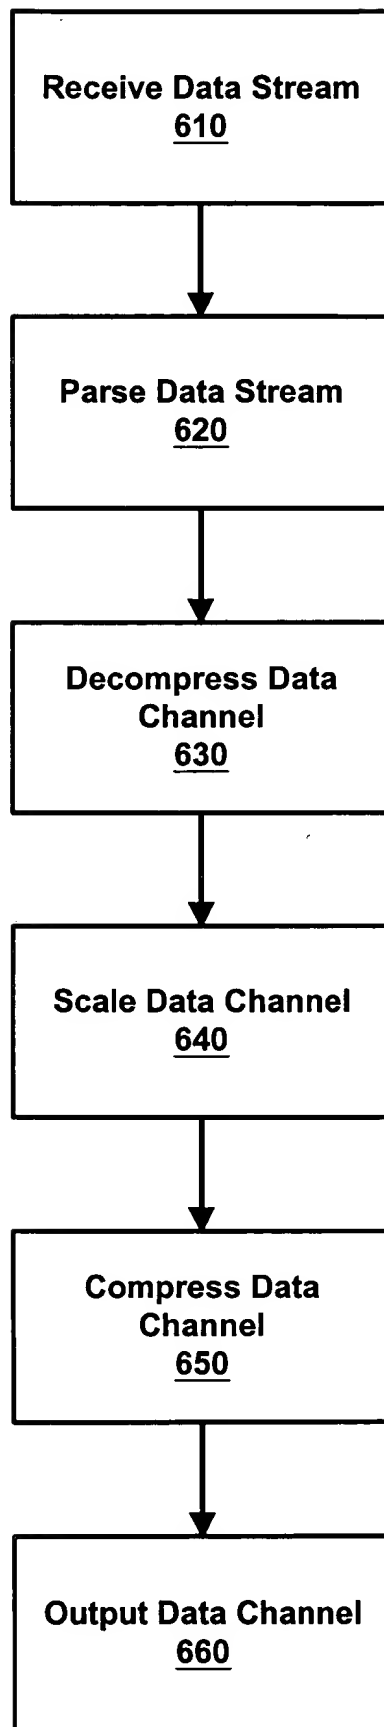 Receive Data Stream
610
Parse Data Stream
620
Decompress Data
Channel
630
Scale Data Channel
640
Compress Data
Channel
650
Output Data Channel
660